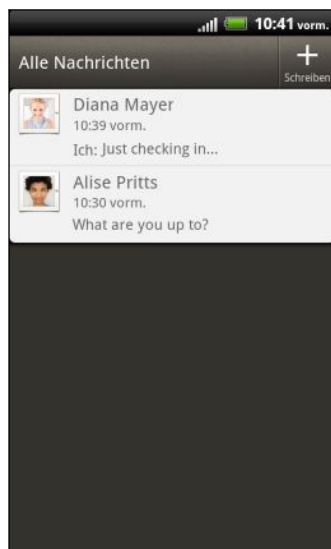 10:41 vorm.
Alle Nachrichten
Schreiben
Diana Mayer
10:39 vorm.
Ich: Just checking in...
Alise Pritts
10:30 vorm.
What are you up to?